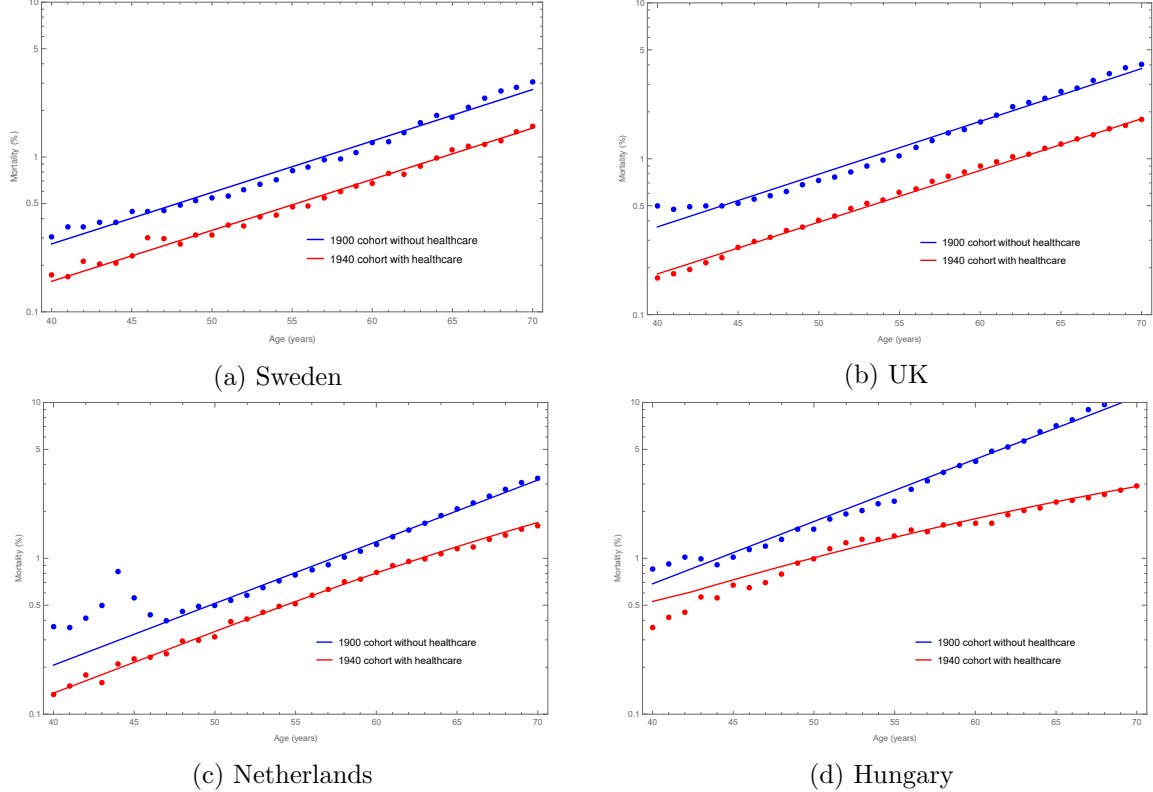 10
5
1
0.5
0.1
Mortality (%)
1900 cohort without healthcare
1940 cohort with healthcare
40 45 50 55 60 65 70
Age (years)
(a) Sweden
10
5
1
0.5
0.1
Mortality (%)
1900 cohort without healthcare
1940 cohort with healthcare
40 45 50 55 60 65 70
Age (years)
(b) UK
10
5
1
0.5
0.1
Mortality (%)
1900 cohort without healthcare
1940 cohort with healthcare
40 45 50 55 60 65 70
Age (years)
(c) Netherlands
10
5
1
0.5
0.1
Mortality (%)
1900 cohort without healthcare
1940 cohort with healthcare
40 45 50 55 60 65 70
Age (years)
(d) Hungary